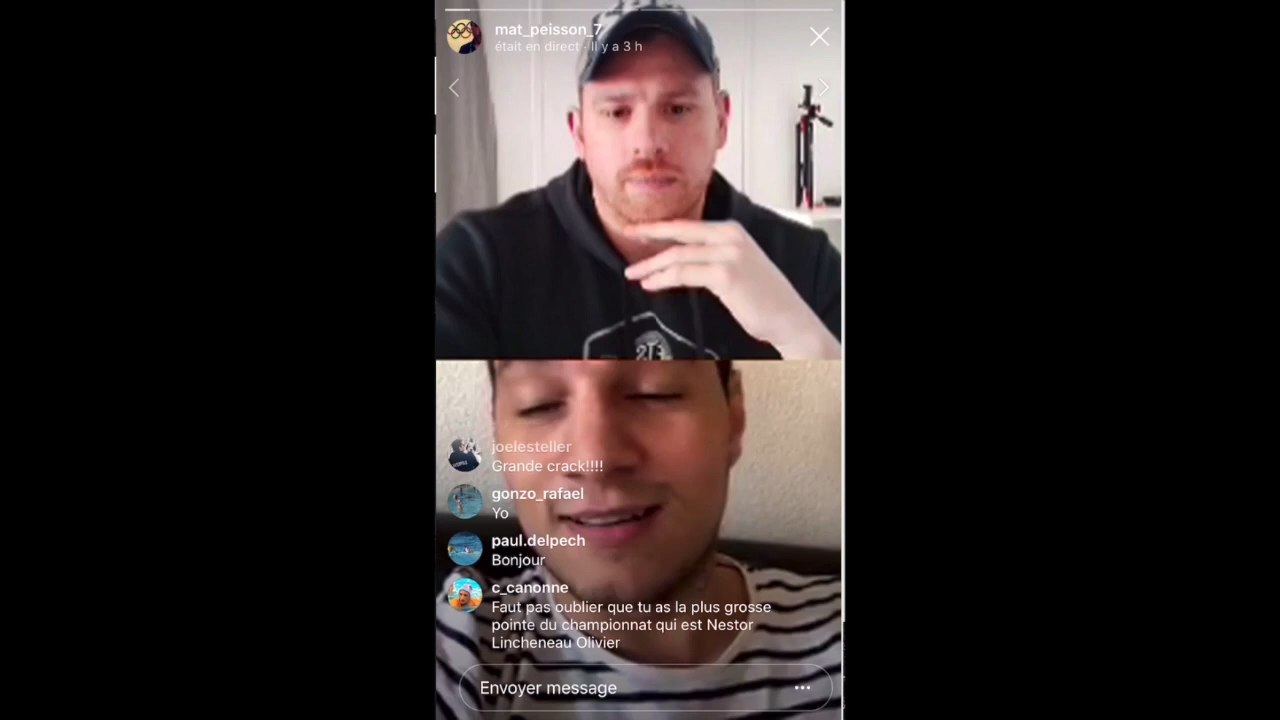 mat_peisson_7
était en direct · Il y a 3 h
joelesteller
Grande crack!!!!
gonzo_rafael
Yo
paul.delpech
Bonjour
c_canonne
Faut pas oublier que tu as la plus grosse
pointe du championnat qui est Nestor
Lincheneau Olivier
Envoyer message